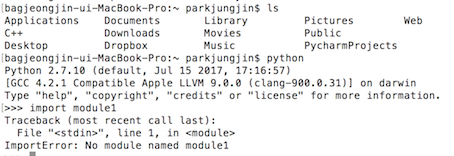 [bagjeongjin-ui-MacBook-Pro:~ parkjungjin$ ls
Applications Documents Library Pictures Web
C++ Downloads Movies Public
Desktop Dropbox Music PycharmProjects
[bagjeongjin-ui-MacBook-Pro:~ parkjungjin$ python
Python 2.7.10 (default, Jul 15 2017, 17:16:57)
[GCC 4.2.1 Compatible Apple LLVM 9.0.0 (clang-900.0.31)] on darwin
Type "help", "copyright", "credits" or "license" for more information.
[>>> import module1
Traceback (most recent call last):
  File "<stdin>", line 1, in <module>
ImportError: No module named module1